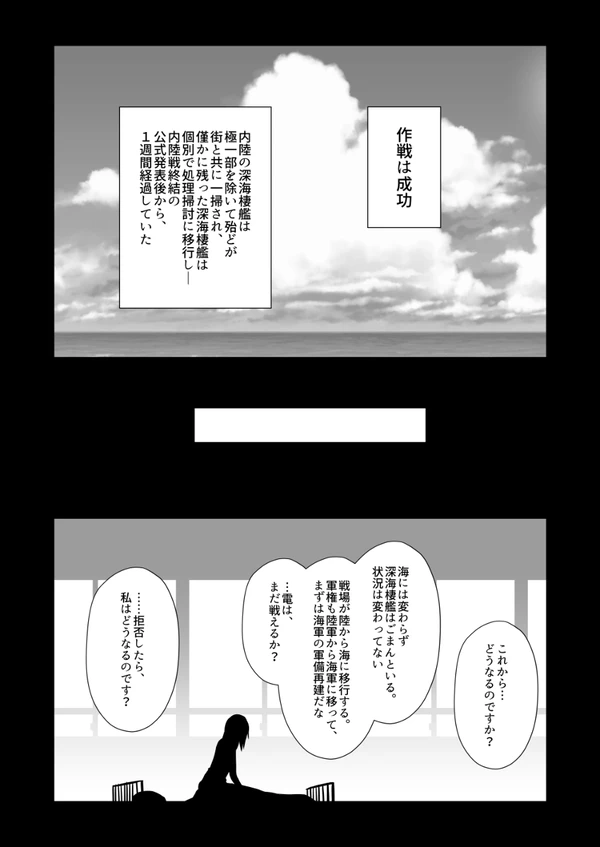 作戦は成功
内陸の深海棲艦は
極一部を除いて殆どが
街と共に一掃され、
僅かに残った深海棲艦は
個別で処理掃討に移行し―
内陸戦終結の
公式発表後から、
１週間経過していた
これから…
どうなるのですか？
海には変わらず
深海棲艦はごまんといる。
状況は変わってない
戦場が陸から海に移行する。
軍権も陸軍から海軍に移って、
まずは海軍の軍備再建だな
…電は、
まだ戦えるか？
……拒否したら、
私はどうなるのです？